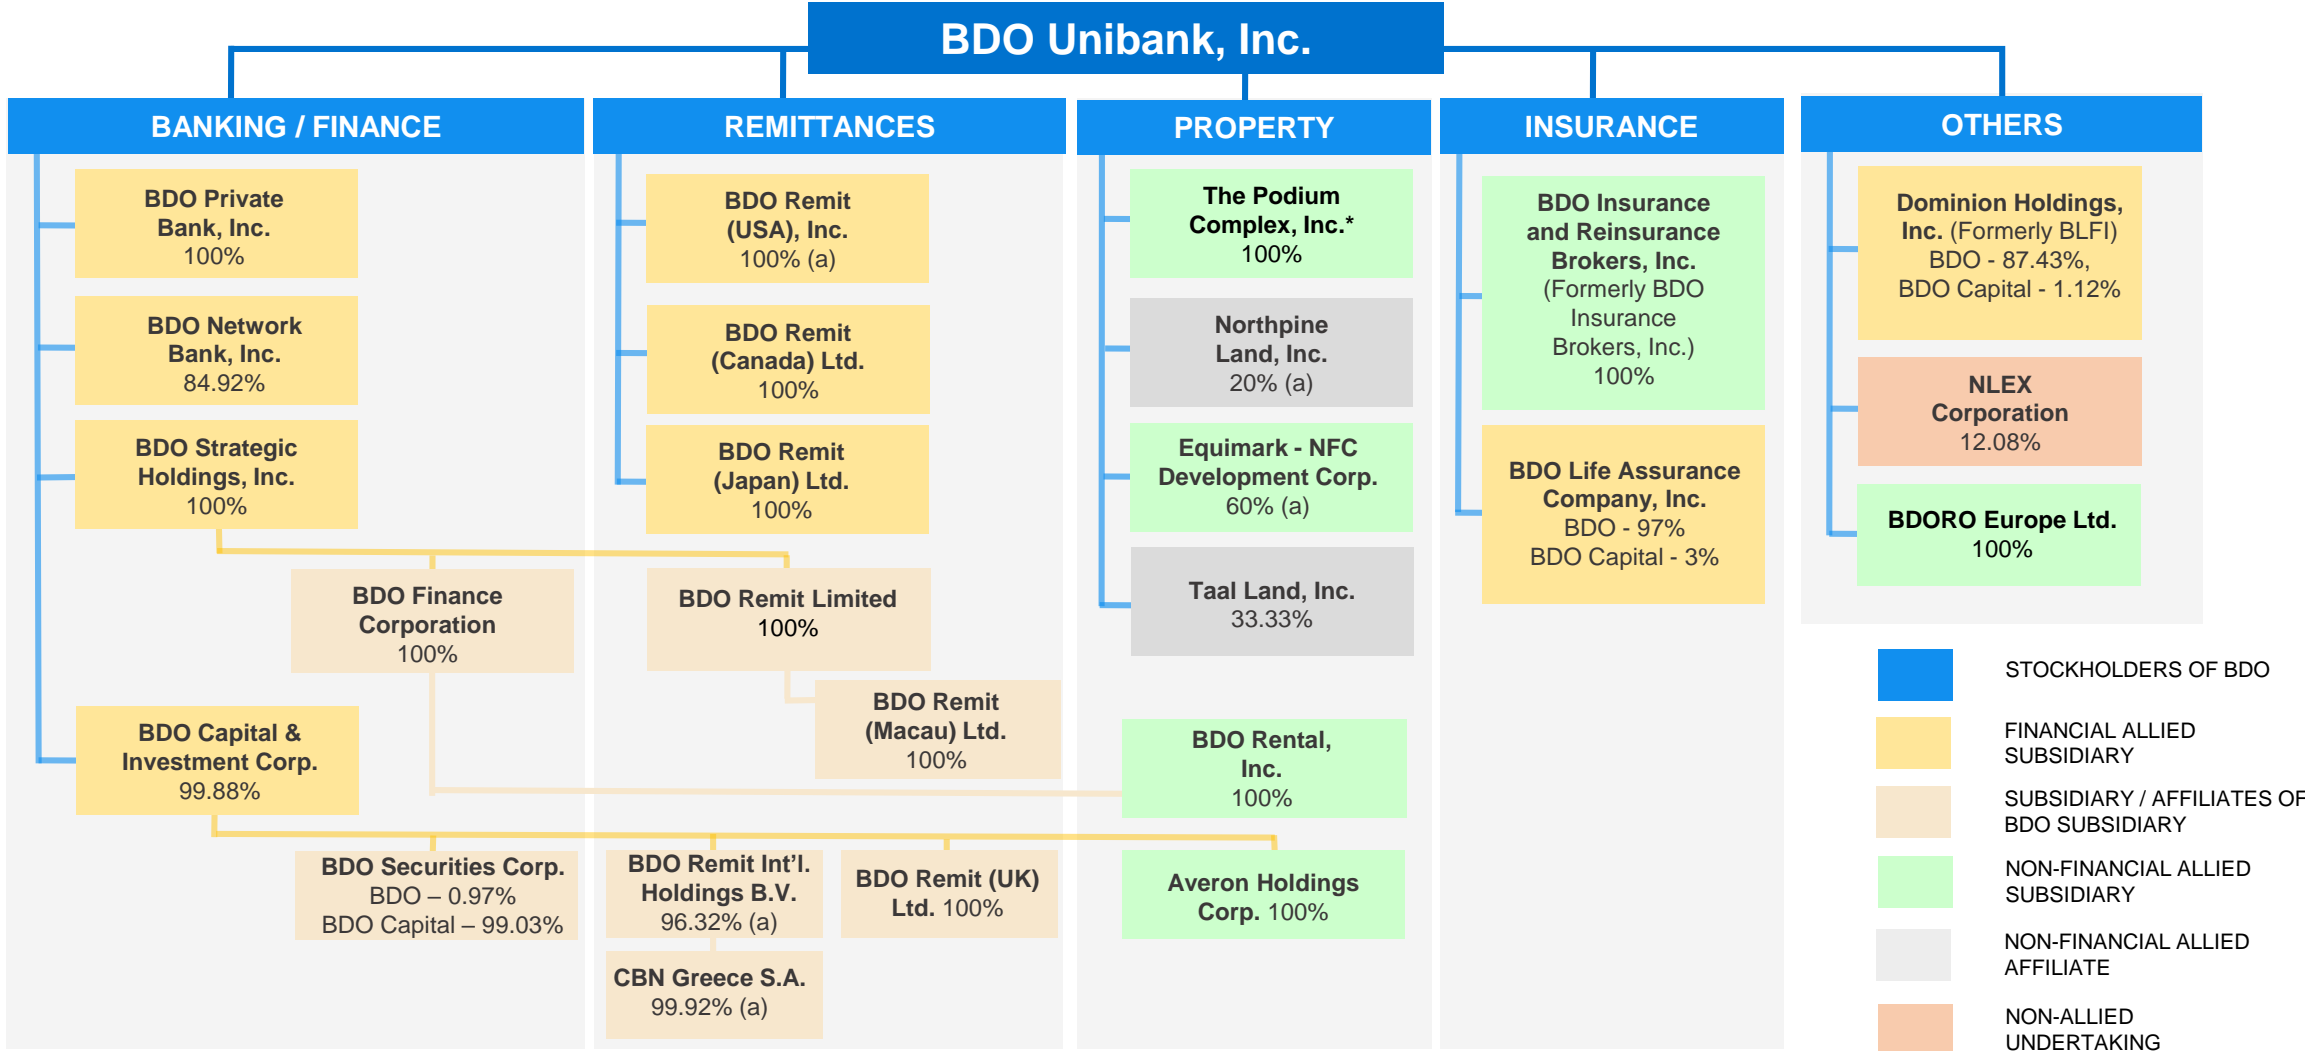 BDO Unibank, Inc.
BANKING / FINANCE
BDO Private
Bank, Inc.
100%
BDO Network
Bank, Inc.
84.92%
BDO Strategic
Holdings, Inc.
100%
BDO Finance
Corporation
100%
BDO Capital &
Investment Corp.
99.88%
BDO Securities Corp.
BDO – 0.97%
BDO Capital – 99.03%
REMITTANCES
BDO Remit
(USA), Inc.
100% (a)
BDO Remit
(Canada) Ltd.
100%
BDO Remit
(Japan) Ltd.
100%
BDO Remit Limited
100%
BDO Remit
(Macau) Ltd.
100%
BDO Remit Int’l.
Holdings B.V.
96.32% (a)
BDO Remit (UK)
Ltd. 100%
CBN Greece S.A.
99.92% (a)
PROPERTY
The Podium
Complex, Inc.*
100%
Northpine
Land, Inc.
20% (a)
Equimark - NFC
Development Corp.
60% (a)
Taal Land, Inc.
33.33%
BDO Rental,
Inc.
100%
Averon Holdings
Corp. 100%
INSURANCE
BDO Insurance
and Reinsurance
Brokers, Inc.
(Formerly BDO
Insurance
Brokers, Inc.)
100%
BDO Life Assurance
Company, Inc.
BDO - 97%
BDO Capital - 3%
OTHERS
Dominion Holdings,
Inc. (Formerly BLFI)
BDO - 87.43%,
BDO Capital - 1.12%
NLEX
Corporation
12.08%
BDORO Europe Ltd.
100%
STOCKHOLDERS OF BDO
FINANCIAL ALLIED
SUBSIDIARY
SUBSIDIARY / AFFILIATES OF
BDO SUBSIDIARY
NON-FINANCIAL ALLIED
SUBSIDIARY
NON-FINANCIAL ALLIED
AFFILIATE
NON-ALLIED
UNDERTAKING